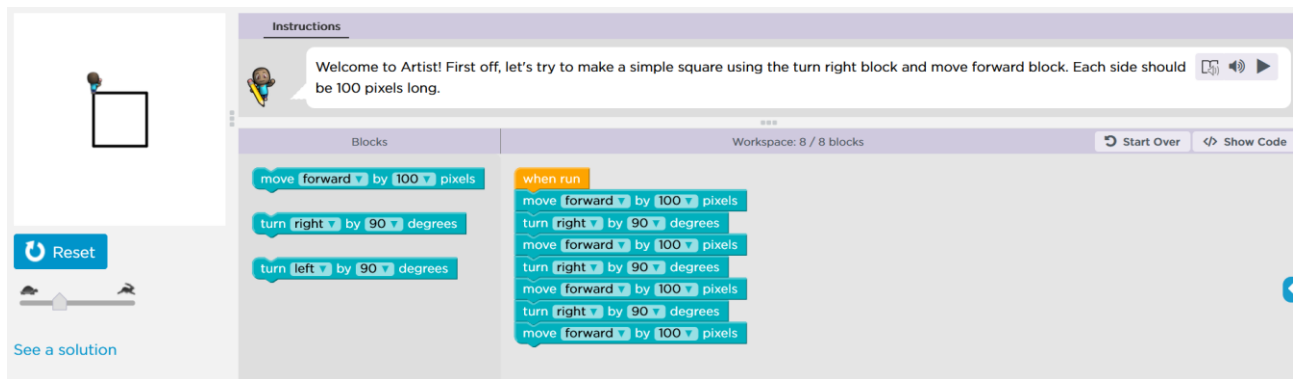 Instructions
Welcome to Artist! First off, let's try to make a simple square using the turn right block and move forward block. Each side should
be 100 pixels long.
Blocks
Workspace: 8 / 8 blocks
Start Over
</> Show Code
move forward by 100 pixels
turn right by 90 degrees
turn left by 90 degrees
when run
move forward by 100 pixels
turn right by 90 degrees
move forward by 100 pixels
turn right by 90 degrees
move forward by 100 pixels
turn right by 90 degrees
move forward by 100 pixels
Reset
See a solution